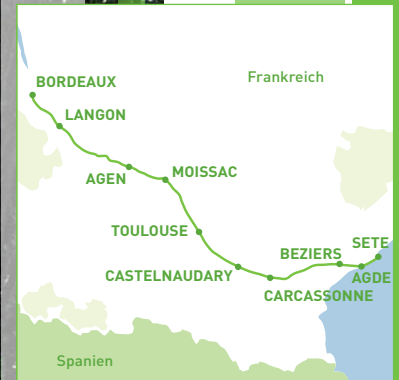 Frankreich
BORDEAUX
LANGON
AGEN
MOISSAC
TOULOUSE
CASTELNAUDARY
CARCASSONNE
BEZIERS
SETE
AGDE
Spanien